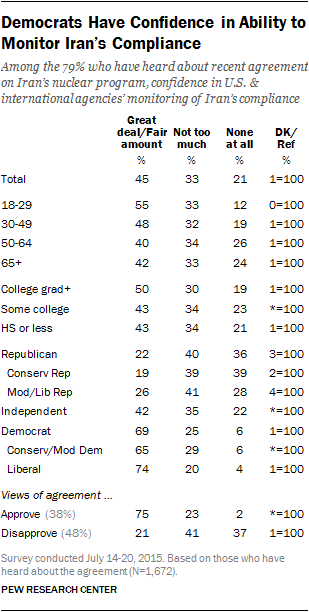 Democrats Have Confidence in Ability to
Monitor Iran's Compliance
Among the 79% who have heard about recent agreement
on Iran's nuclear program, confidence in U.S. &
international agencies' monitoring of Iran's compliance
Great deal/Fair amount Not too much None at all DK/Ref
% % % %
Total 45 33 21 1=100
18-29 55 33 12 0=100
30-49 48 32 19 1=100
50-64 40 34 26 1=100
65+ 42 33 24 1=100
College grad+ 50 30 19 1=100
Some college 43 34 23 *=100
HS or less 43 34 21 1=100
Republican 22 40 36 3=100
Conserv Rep 19 39 39 2=100
Mod/Lib Rep 26 41 28 4=100
Independent 42 35 22 *=100
Democrat 69 25 6 1=100
Conserv/Mod Dem 65 29 6 *=100
Liberal 74 20 4 1=100
Views of agreement ...
Approve (38%) 75 23 2 *=100
Disapprove (48%) 21 41 37 1=100
Survey conducted July 14-20, 2015. Based on those who have
heard about the agreement (N=1,672).
PEW RESEARCH CENTER